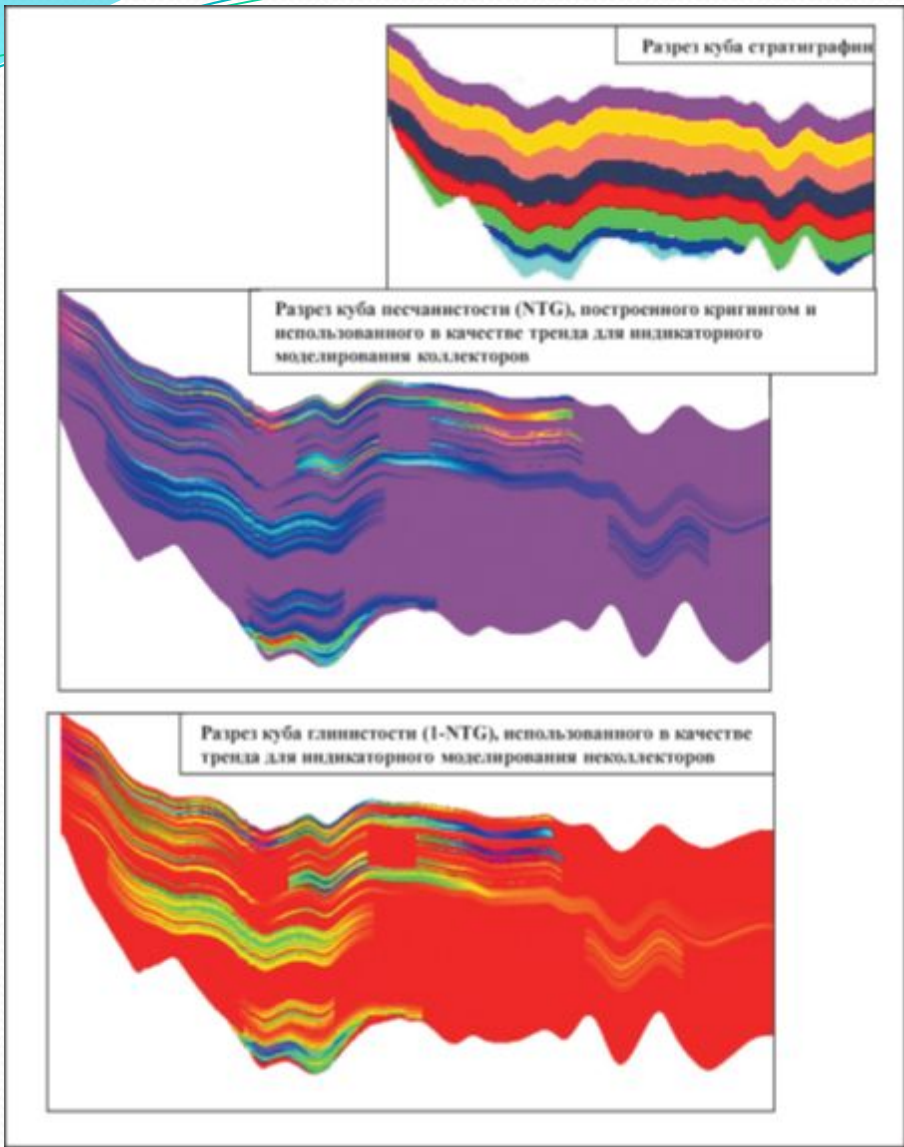 Разрез куба стратиграфии
Разрез куба песчанистости (NTG), построенного кригингом и
использованного в качестве тренда для индикаторного
моделирования коллекторов
Разрез куба глинистости (1-NTG), использованного в качестве
тренда для индикаторного моделирования неколлекторов